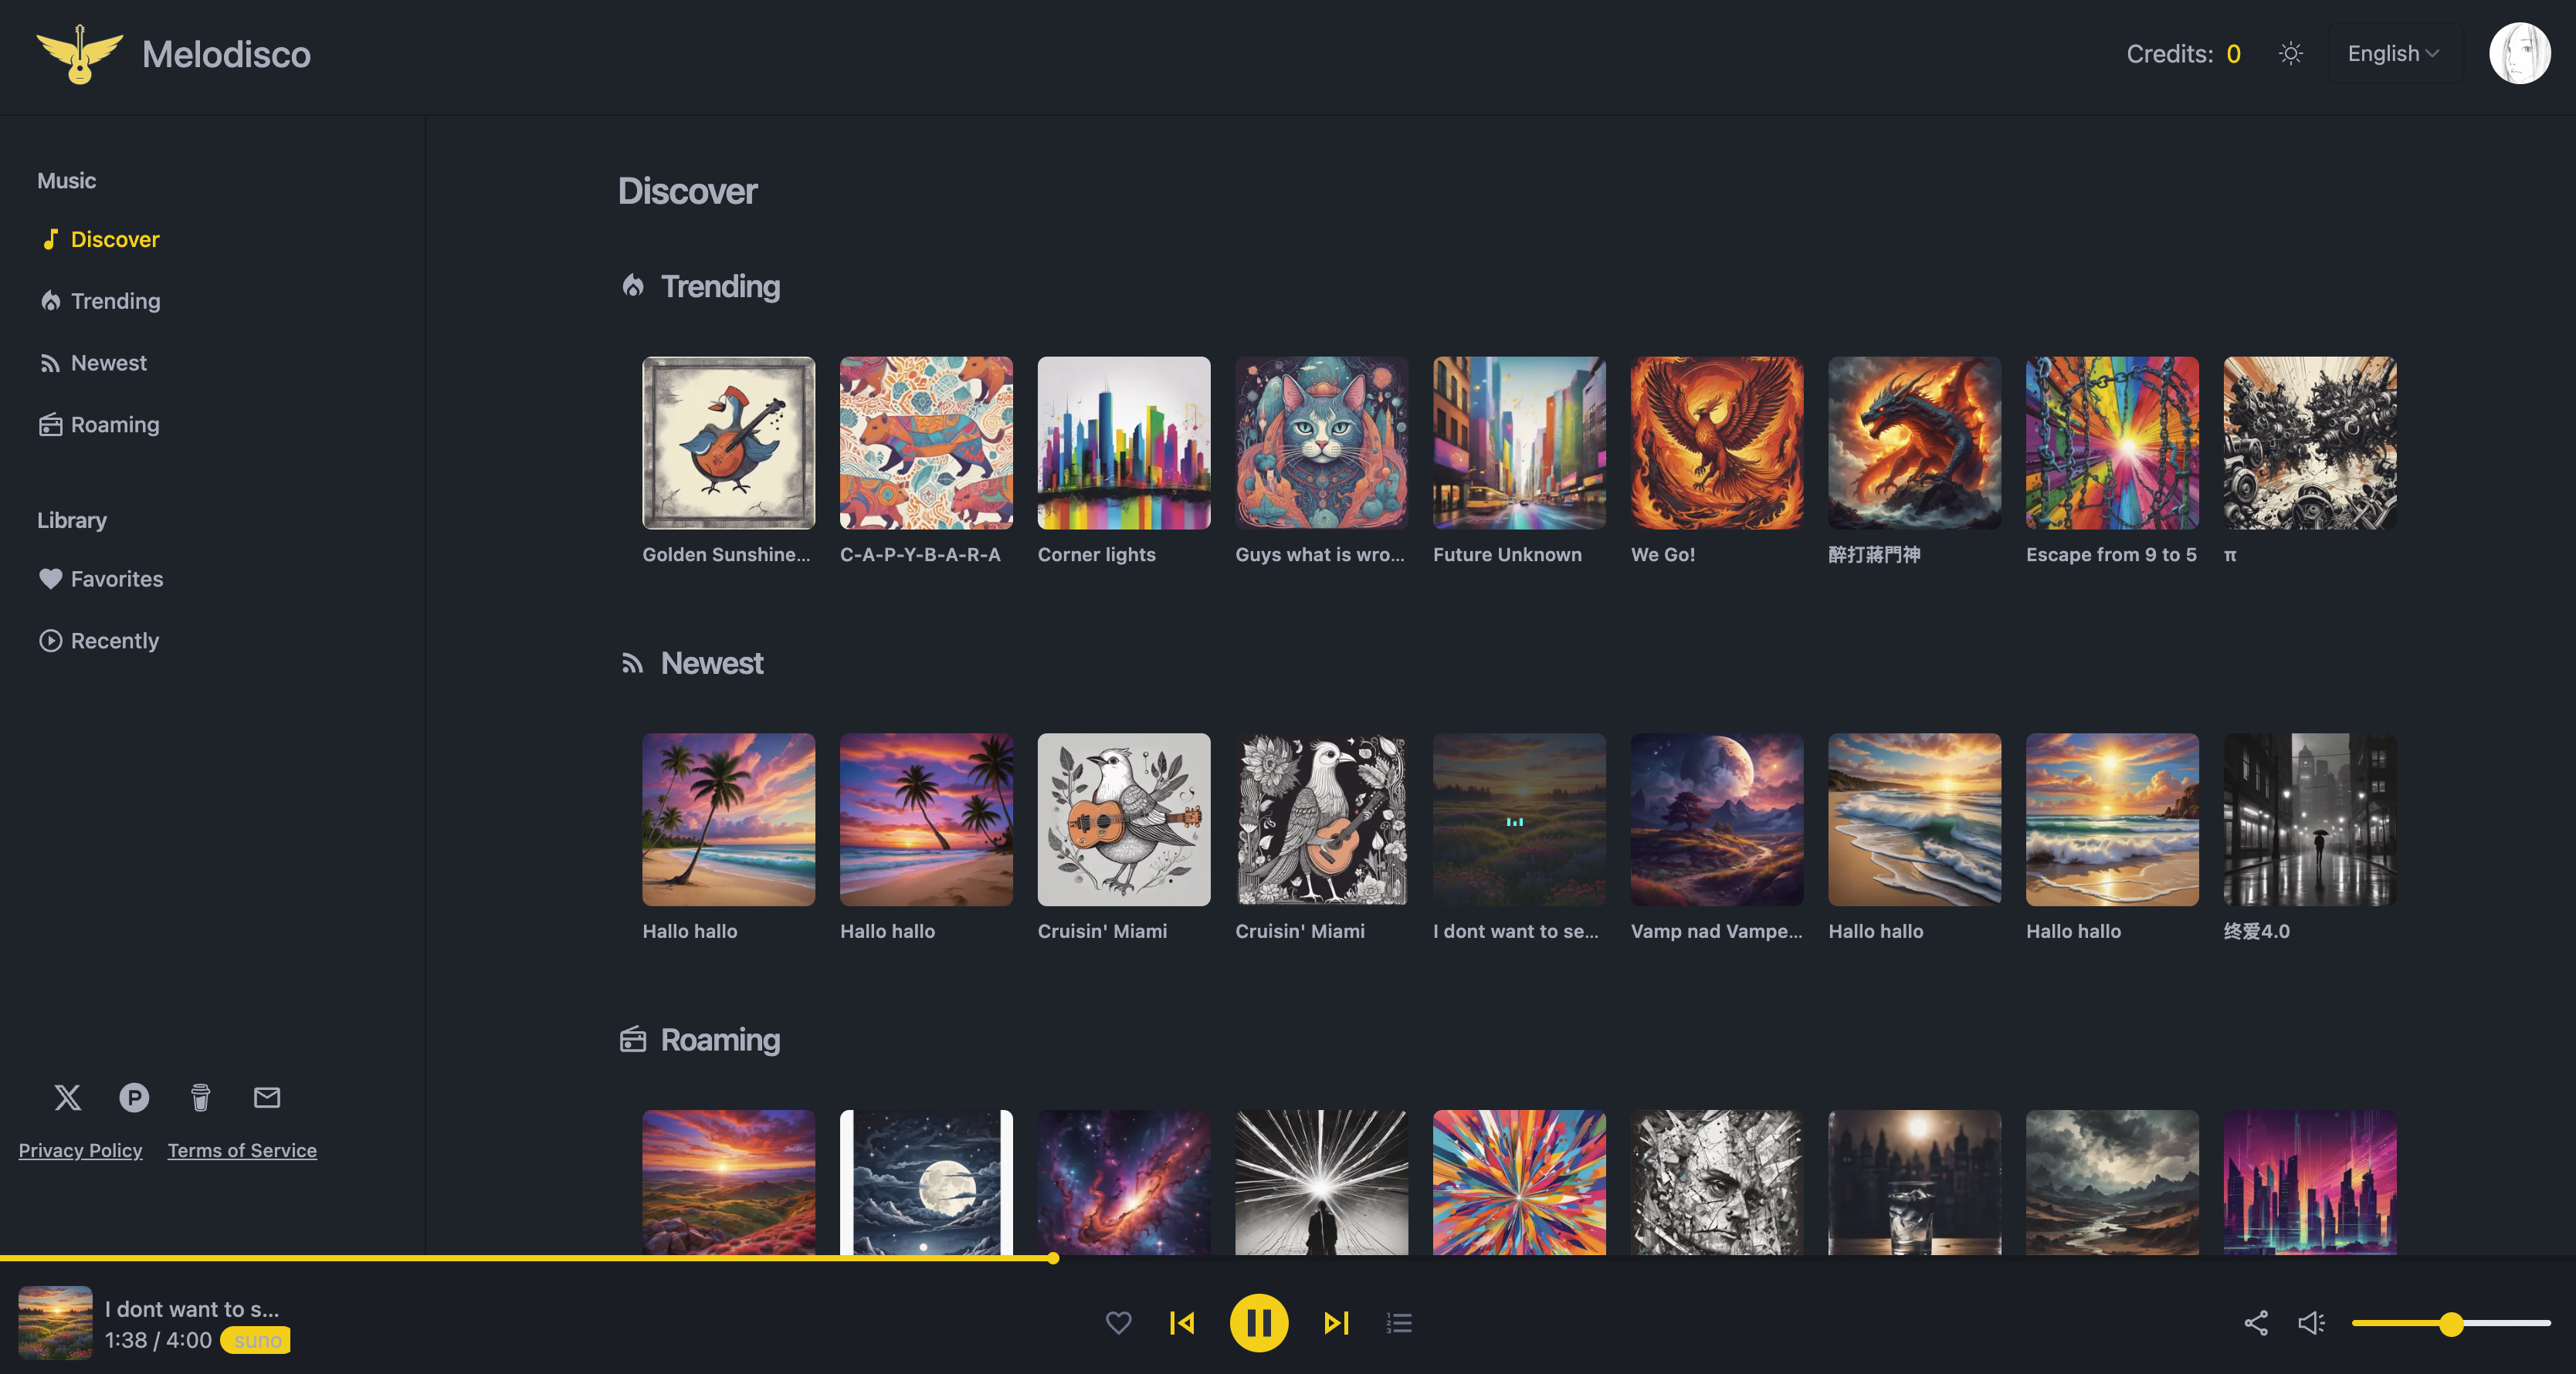 Melodisco
Credits: 0
English
Music
Discover
Trending
Newest
Roaming
Library
Favorites
Recently
Privacy Policy Terms of Service
Discover
Trending
Golden Sunshine... C-A-P-Y-B-A-R-A Corner lights Guys what is wro... Future Unknown We Go! 醉打蔣門神 Escape from 9 to 5 π
Newest
Hallo hallo Hallo hallo Cruisin' Miami Cruisin' Miami I dont want to se... Vamp nad Vampe... Hallo hallo Hallo hallo 终爱4.0
Roaming
I dont want to s...
1:38 / 4:00 suno